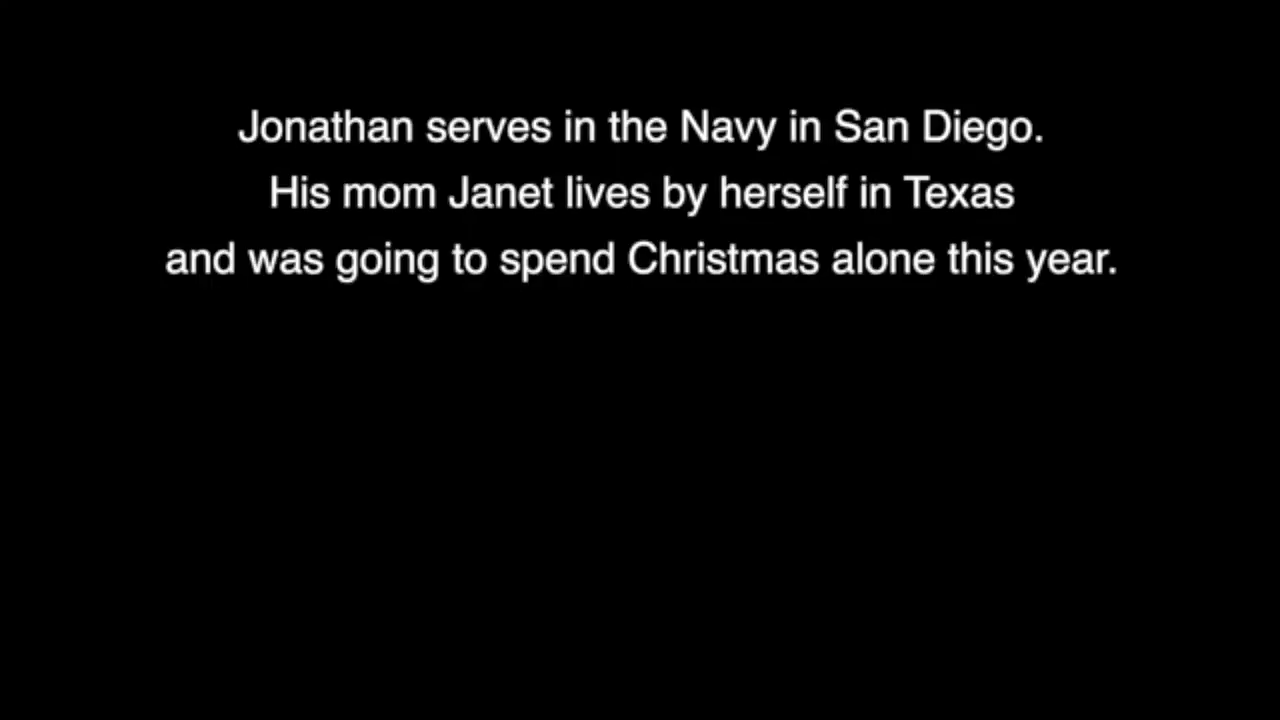 Jonathan serves in the Navy in San Diego.
His mom Janet lives by herself in Texas
and was going to spend Christmas alone this year.